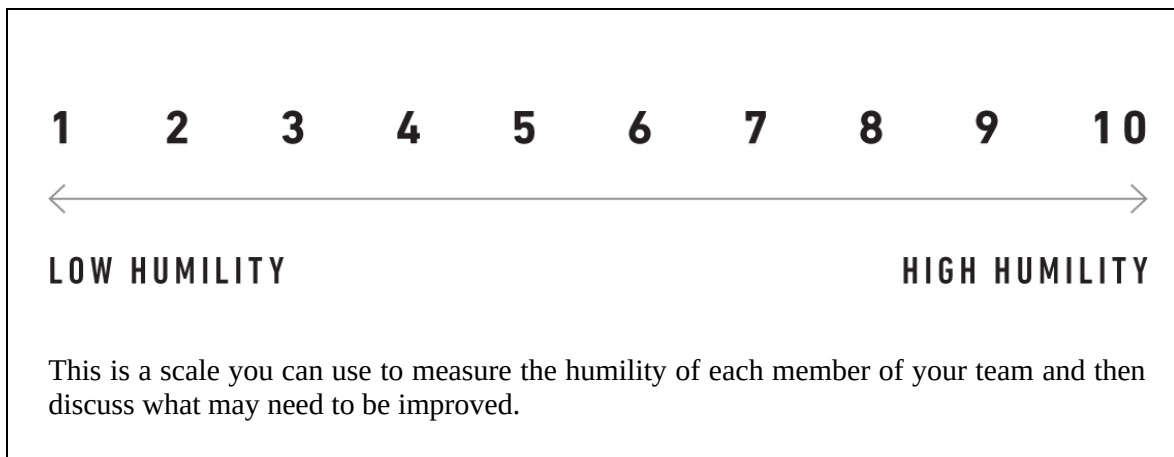 1 2 3 4 5 6 7 8 9 10
LOW HUMILITY HIGH HUMILITY
This is a scale you can use to measure the humility of each member of your team and then
discuss what may need to be improved.